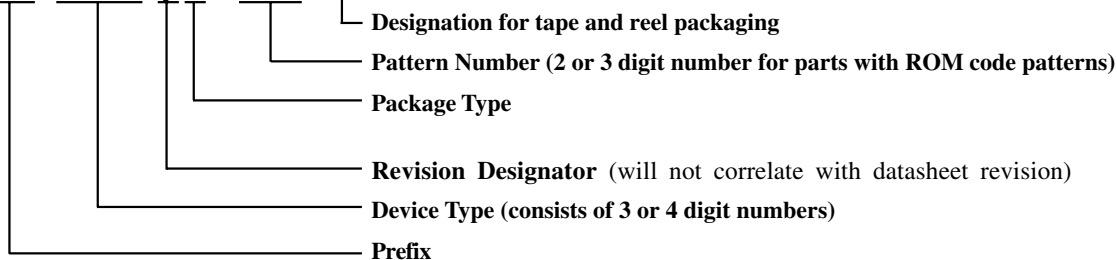 Designation for tape and reel packaging
Pattern Number (2 or 3 digit number for parts with ROM code patterns)
Package Type
Revision Designator (will not correlate with datasheet revision)
Device Type (consists of 3 or 4 digit numbers)
Prefix